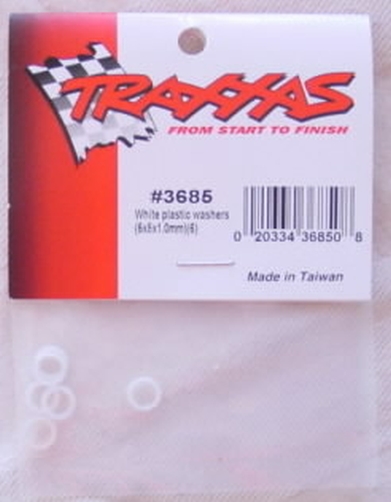 TRAXXAS
FROM START TO FINISH
#3685
White plastic washers
(6x8x1.0mm)(6)
0 20334 36850 8
Made in Taiwan